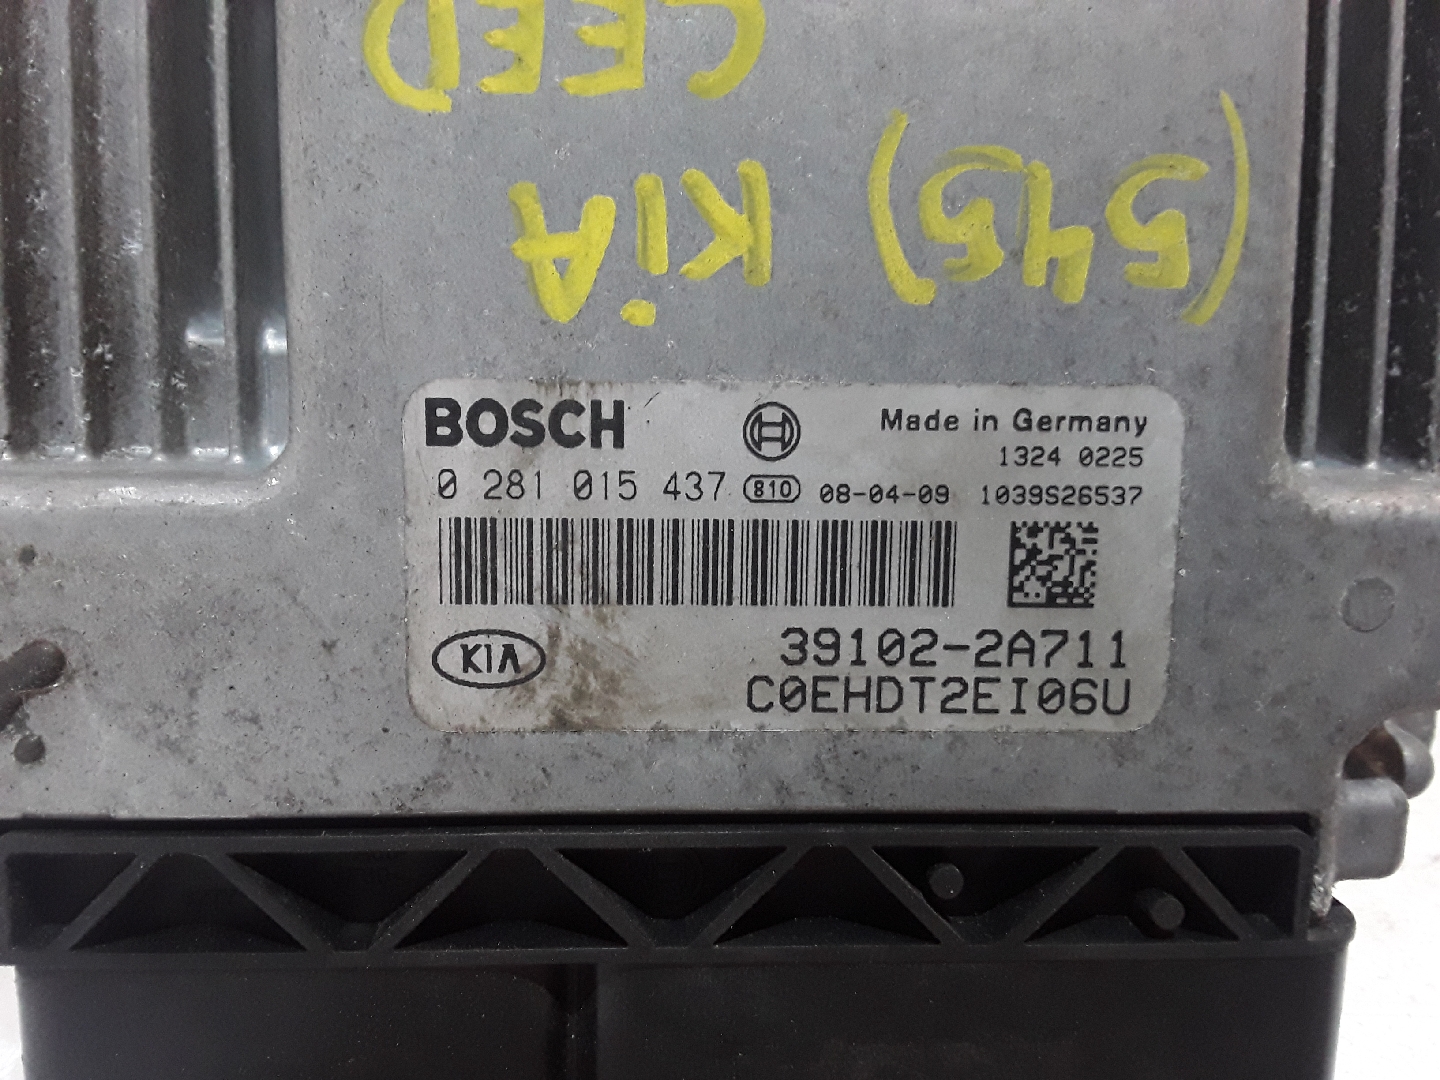 (545) KiA
CEED
BOSCH
Made in Germany
1324 0225
0 281 015 437 810 08-04-09 1039S26537
KIA
39102-2A711
C0EHDT2EI06U